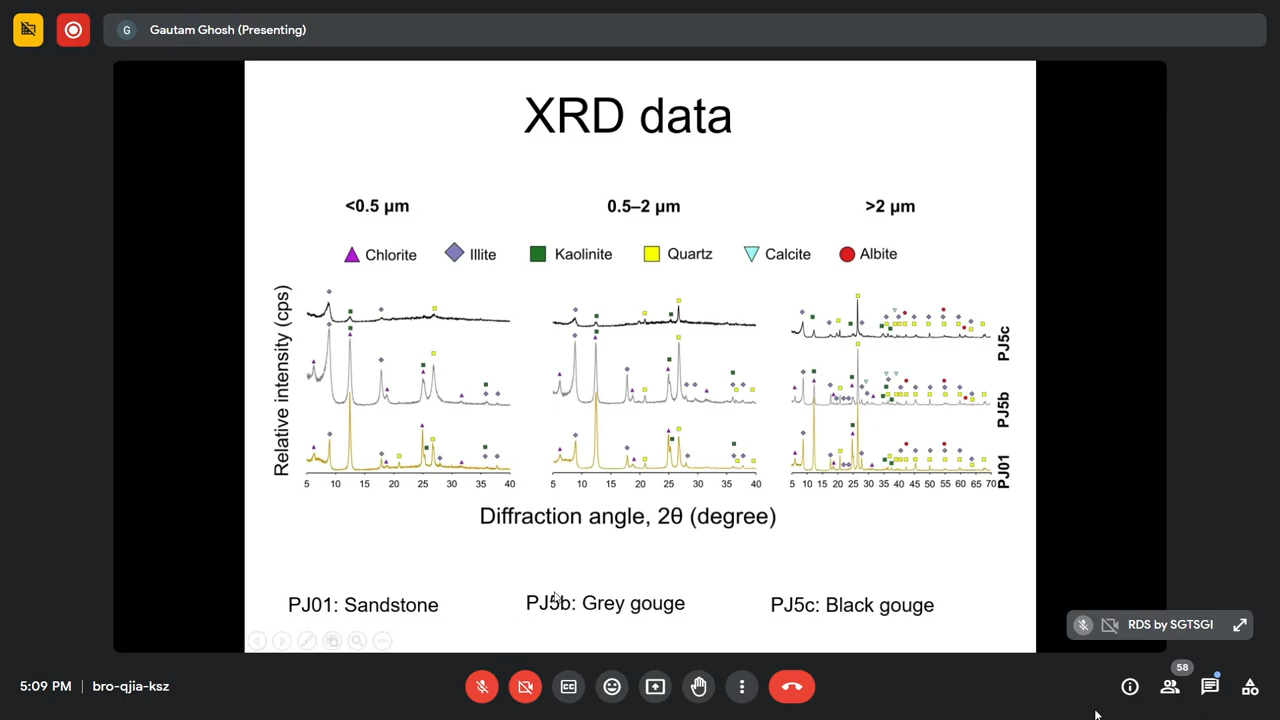 G Gautam Ghosh (Presenting)
XRD data
<0.5 µm 0.5–2 µm >2 µm
Chlorite Illite Kaolinite Quartz Calcite Albite
Relative intensity (cps)
PJ5c
PJ5b
PJ01
5 10 15 20 25 30 35 40
5 10 15 20 25 30 35 40
5 10 15 20 25 30 35 40 45 50 55 60 65 70
Diffraction angle, 2θ (degree)
PJ01: Sandstone PJ5b: Grey gouge PJ5c: Black gouge
RDS by SGTSGI
58
5:09 PM | bro-qjia-ksz
CC